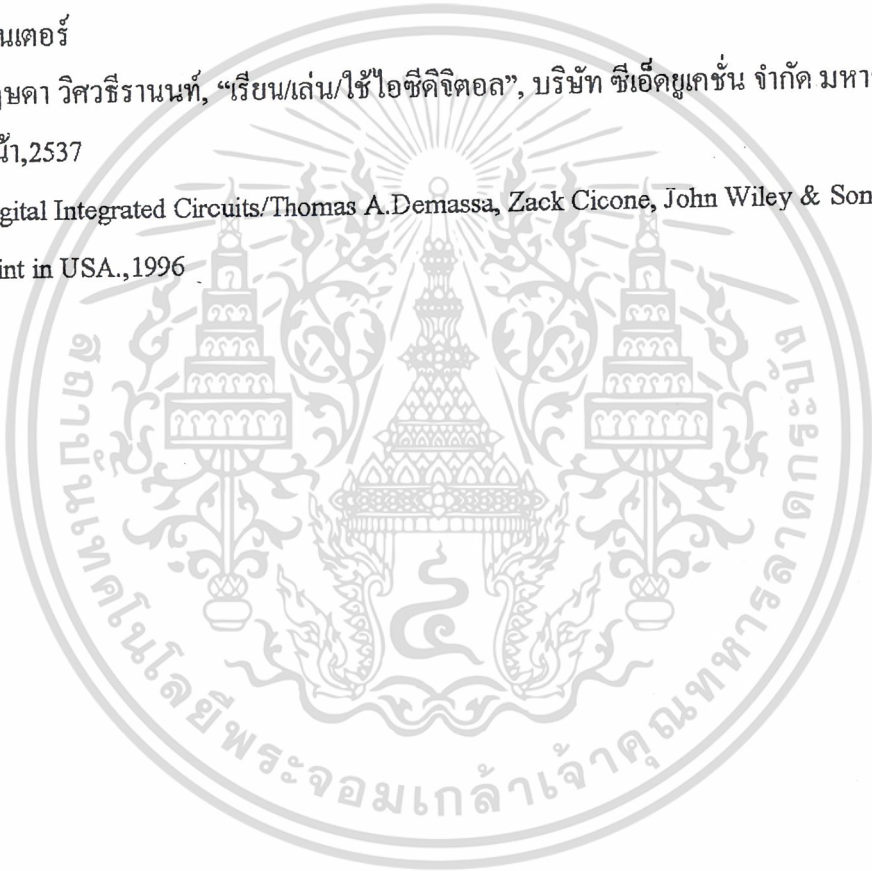 นเตอร์
ษดา วิศวธีรานนท์, “เรียน/เล่น/ใช้ไอซีดิจิตอล”, บริษัท ซีเอ็ดยูเคชั่น จำกัด มหา
น้า,2537
gital Integrated Circuits/Thomas A.Demassa, Zack Cicone, John Wiley & Son
int in USA.,1996
สถาบันเทคโนโลยีพระจอมเกล้าเจ้าคุณทหารลาดกระบัง